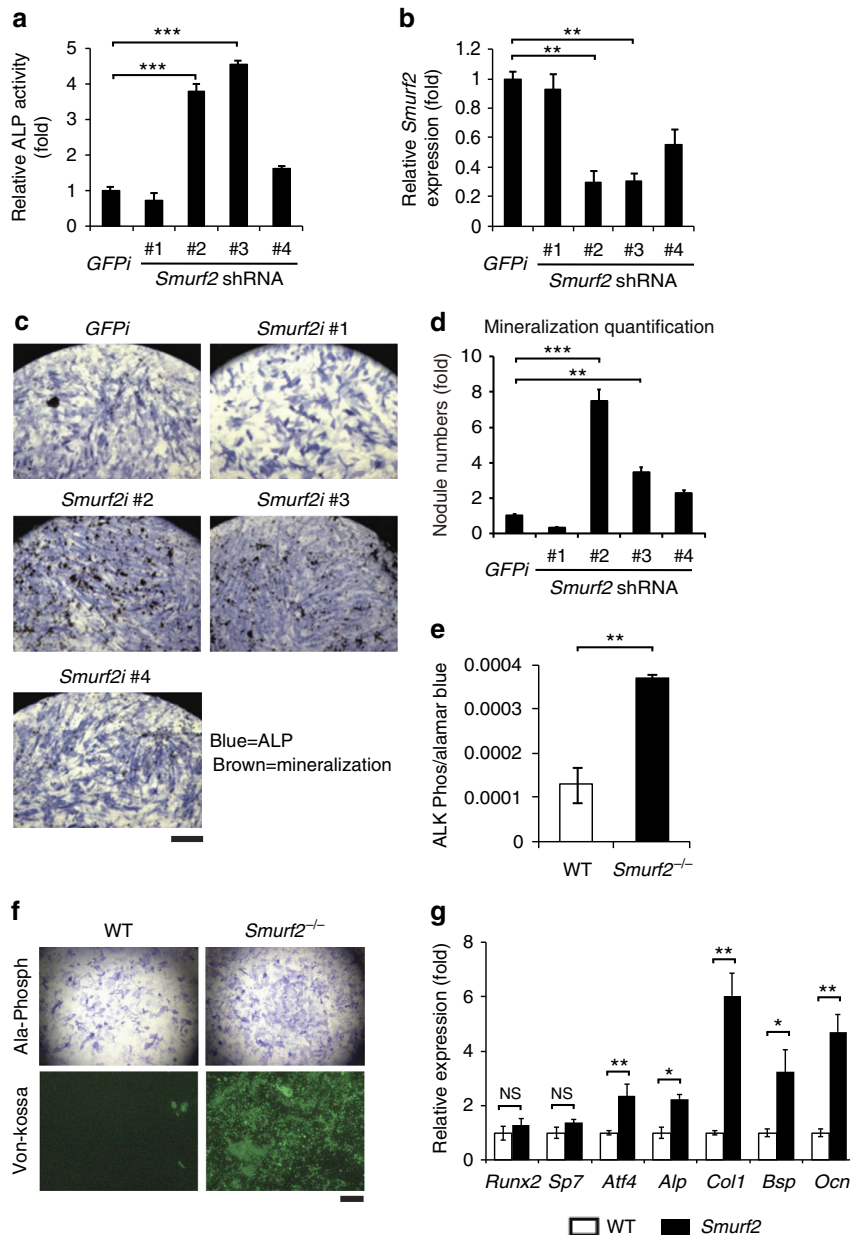 a
***
***
Relative ALP activity
(fold)
5
4
3
2
1
0
GFPi
#1 #2 #3 #4
Smurf2 shRNA
b
**
**
Relative Smurf2
expression (fold)
1.2
1
0.8
0.6
0.4
0.2
0
GFPi
#1 #2 #3 #4
Smurf2 shRNA
c
GFPi
Smurf2i #1
Smurf2i #2
Smurf2i #3
Smurf2i #4
Blue=ALP
Brown=mineralization
d
Mineralization quantification
***
**
Nodule numbers (fold)
10
8
6
4
2
0
GFPi
#1 #2 #3 #4
Smurf2 shRNA
e
**
ALK Phos/alamar blue
0.0004
0.0003
0.0002
0.0001
0
WT
Smurf2–/–
f
WT
Smurf2–/–
Ala-Phosph
Von-kossa
g
Relative expression (fold)
8
6
4
2
0
NS NS ** * ** * **
Runx2 Sp7 Atf4 Alp Col1 Bsp Ocn
WT
Smurf2